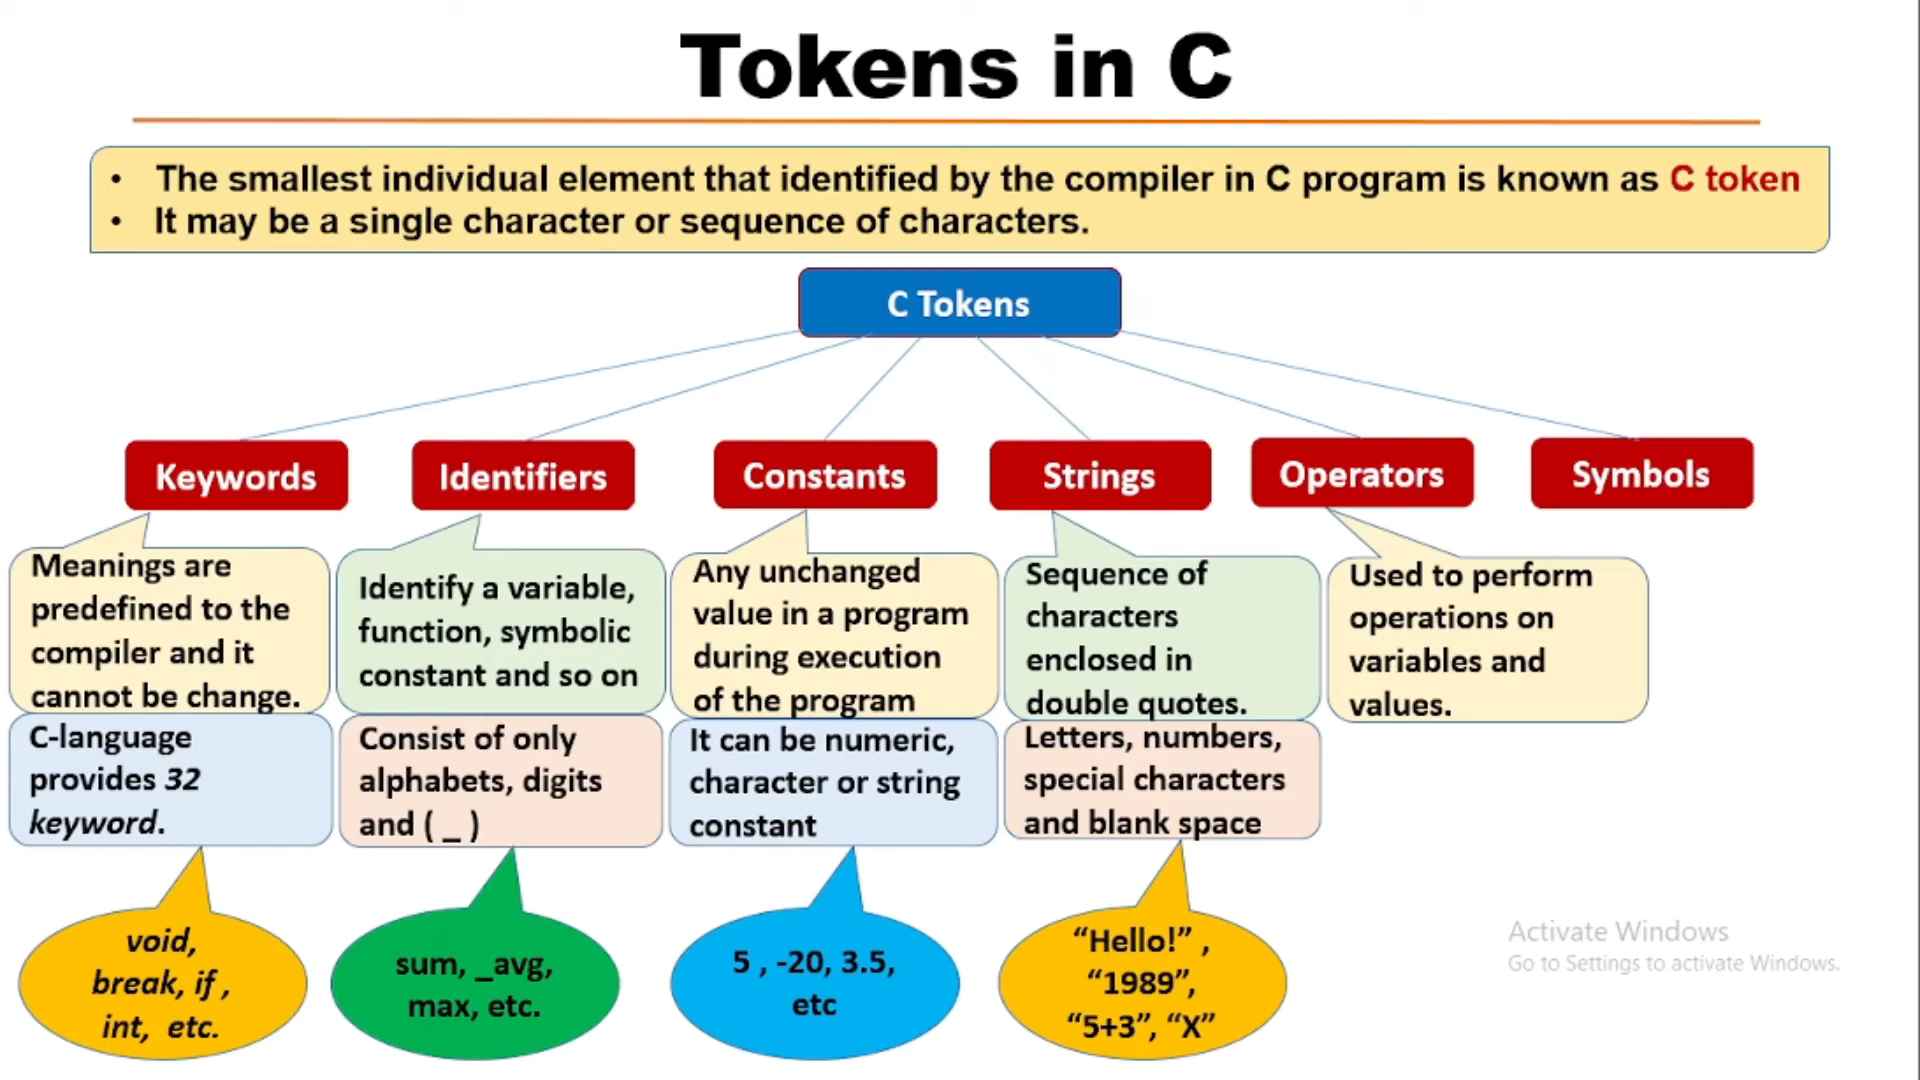 Tokens in C
• The smallest individual element that identified by the compiler in C program is known as C token
• It may be a single character or sequence of characters.
C Tokens
Keywords
Identifiers
Constants
Strings
Operators
Symbols
Meanings are
predefined to the
compiler and it
cannot be change.
C-language
provides 32
keyword.
void,
break, if ,
int, etc.
Identify a variable,
function, symbolic
constant and so on
Consist of only
alphabets, digits
and ( _ )
sum, _avg,
max, etc.
Any unchanged
value in a program
during execution
of the program
It can be numeric,
character or string
constant
5 , -20, 3.5,
etc
Sequence of
characters
enclosed in
double quotes.
Letters, numbers,
special characters
and blank space
“Hello!” ,
“1989”,
“5+3”, “X”
Used to perform
operations on
variables and
values.
Activate Windows
Go to Settings to activate Windows.